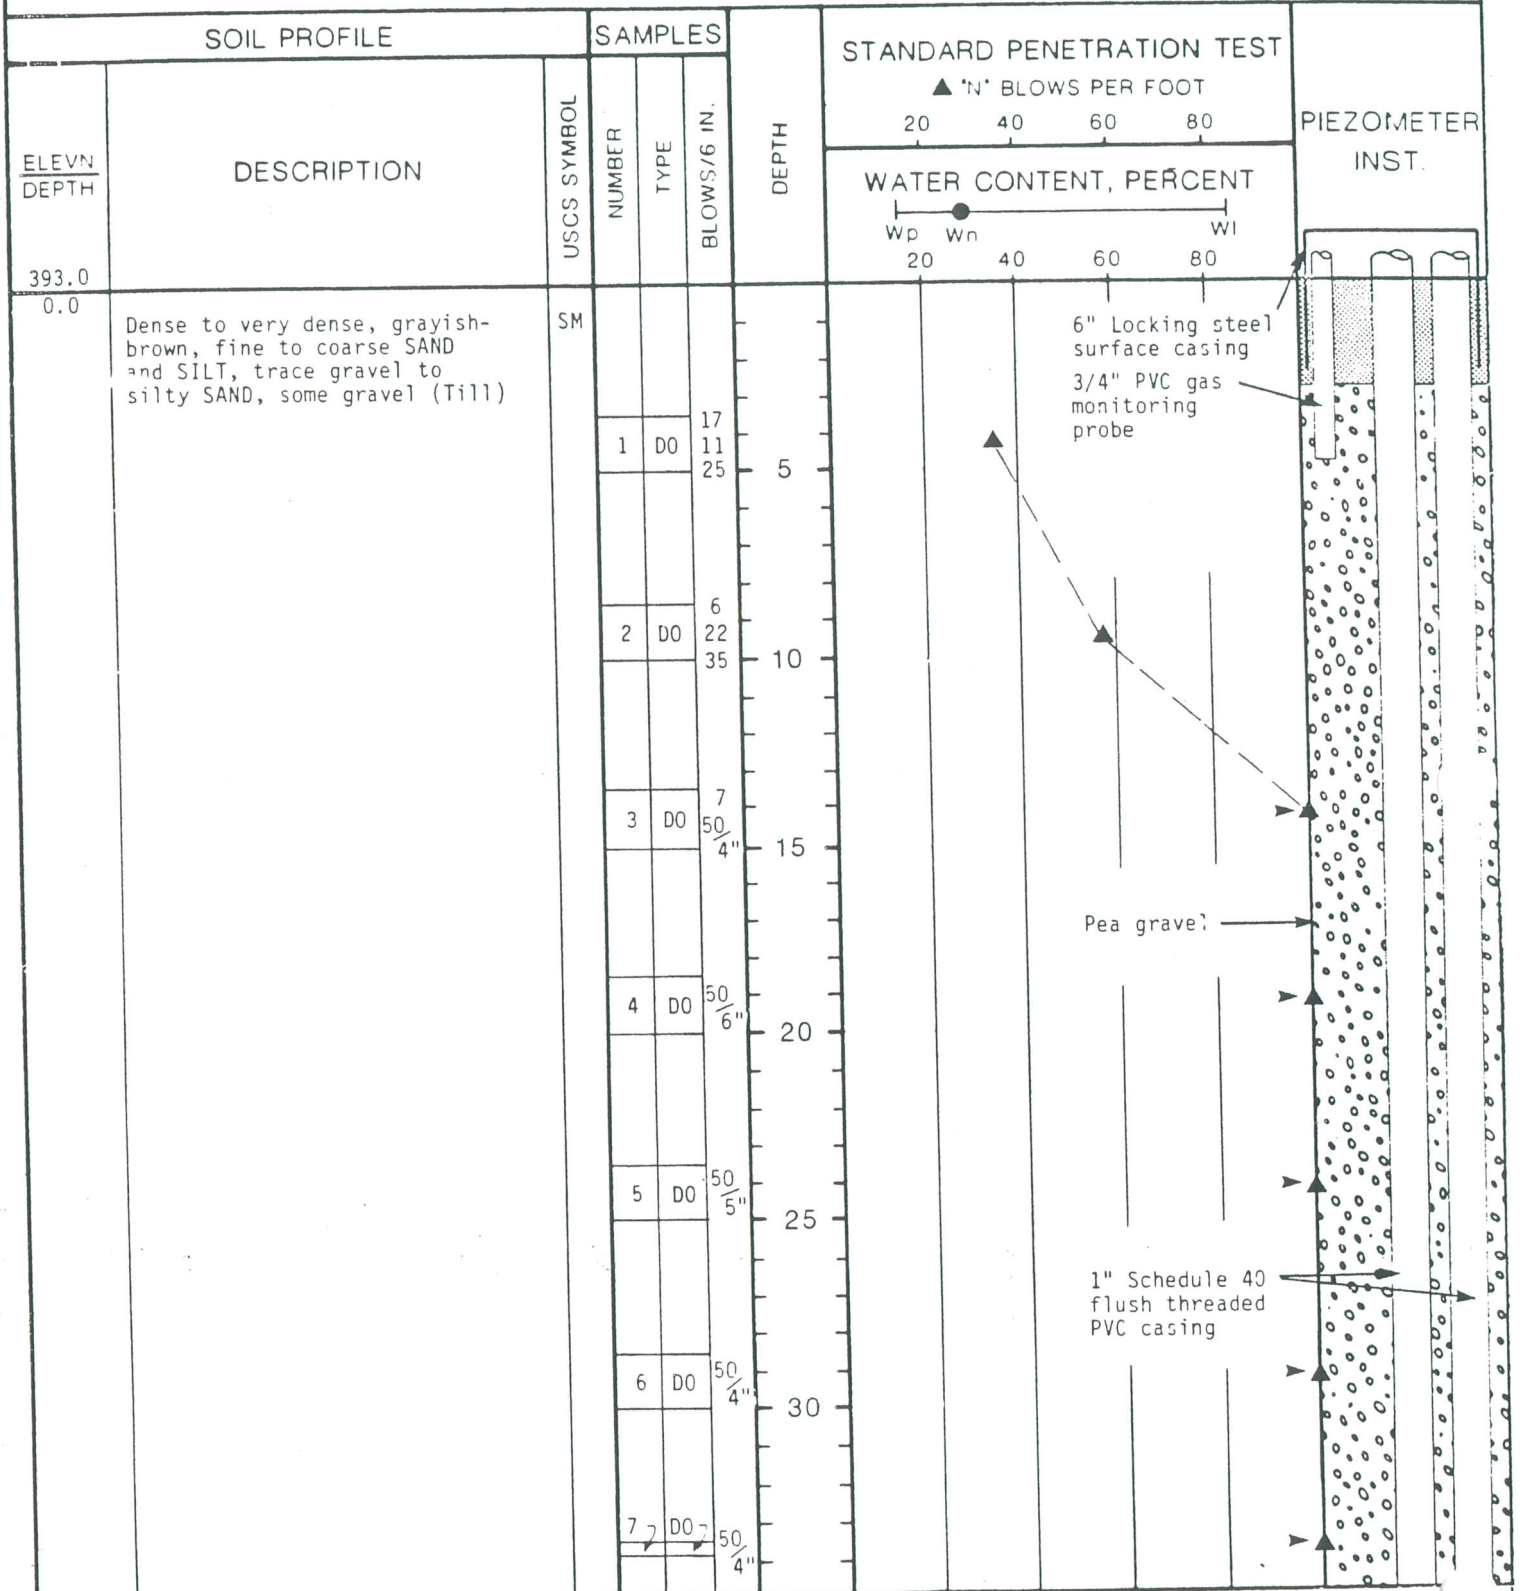 SOIL PROFILE
SAMPLES
ELEVN
DEPTH
DESCRIPTION
USCS SYMBOL
NUMBER
TYPE
BLOWS/6 IN.
DEPTH
STANDARD PENETRATION TEST
▲ "N" BLOWS PER FOOT
20 40 60 80
WATER CONTENT, PERCENT
Wp Wn Wl
20 40 60 80
PIEZOMETER
INST.
393.0
0.0
Dense to very dense, grayish-
brown, fine to coarse SAND
and SILT, trace gravel to
silty SAND, some gravel (Till)
SM
6" Locking steel
surface casing
3/4" PVC gas
monitoring
probe
17
1 DO 11
25
5
6
2 DO 22
35
10
7
3 DO 50/4"
15
Pea gravel
4 DO 50/6"
20
5 DO 50/5"
25
1" Schedule 40
flush threaded
PVC casing
6 DO 50/4"
30
7 DO 50/4"